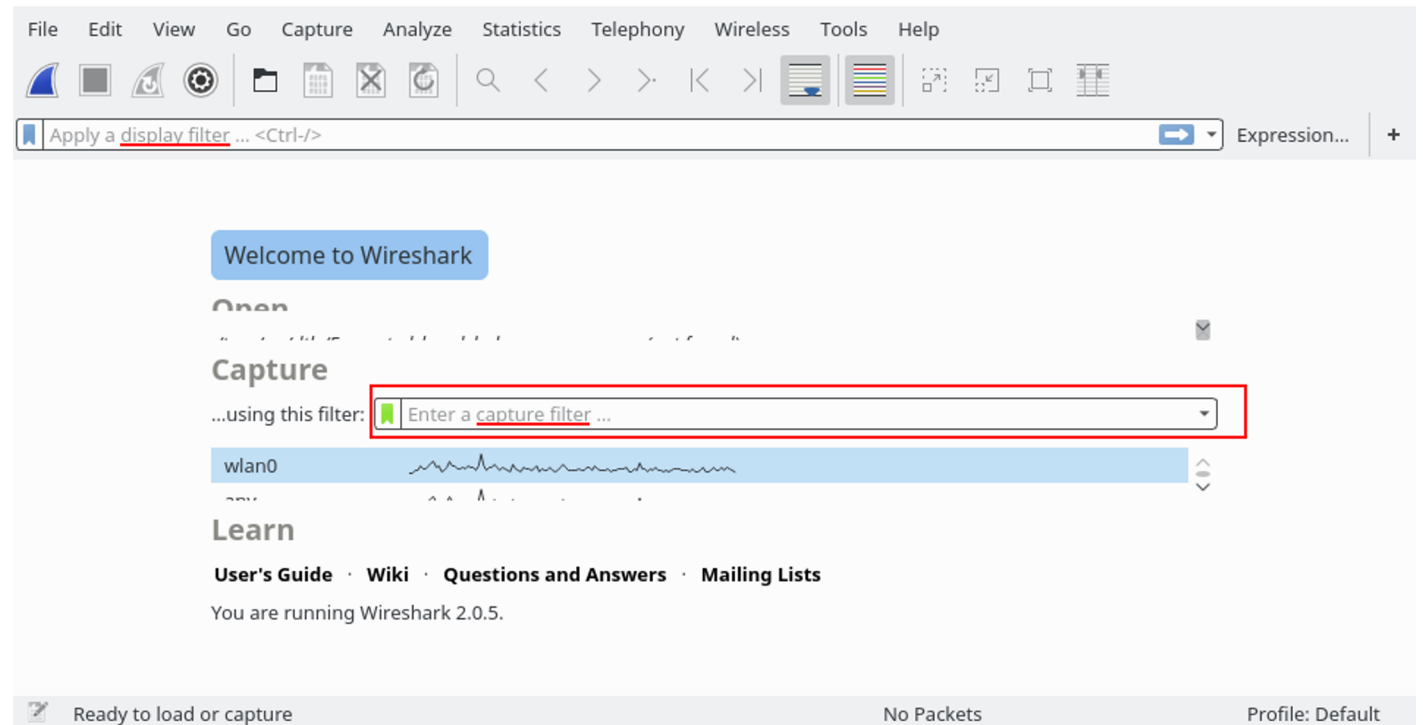 File Edit View Go Capture Analyze Statistics Telephony Wireless Tools Help
Apply a display filter ... <Ctrl-/> Expression... +
Welcome to Wireshark
Open
Capture
...using this filter: Enter a capture filter ...
wlan0
any
Learn
User's Guide · Wiki · Questions and Answers · Mailing Lists
You are running Wireshark 2.0.5.
Ready to load or capture No Packets Profile: Default